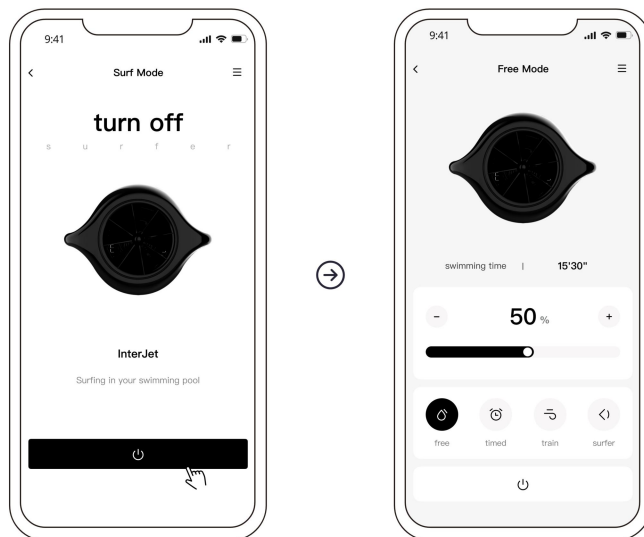 9:41
Surf Mode
turn off
s u r f e r
InterJet
Surfing in your swimming pool
9:41
Free Mode
swimming time | 15'30"
- 50 % +
free timed train surfer